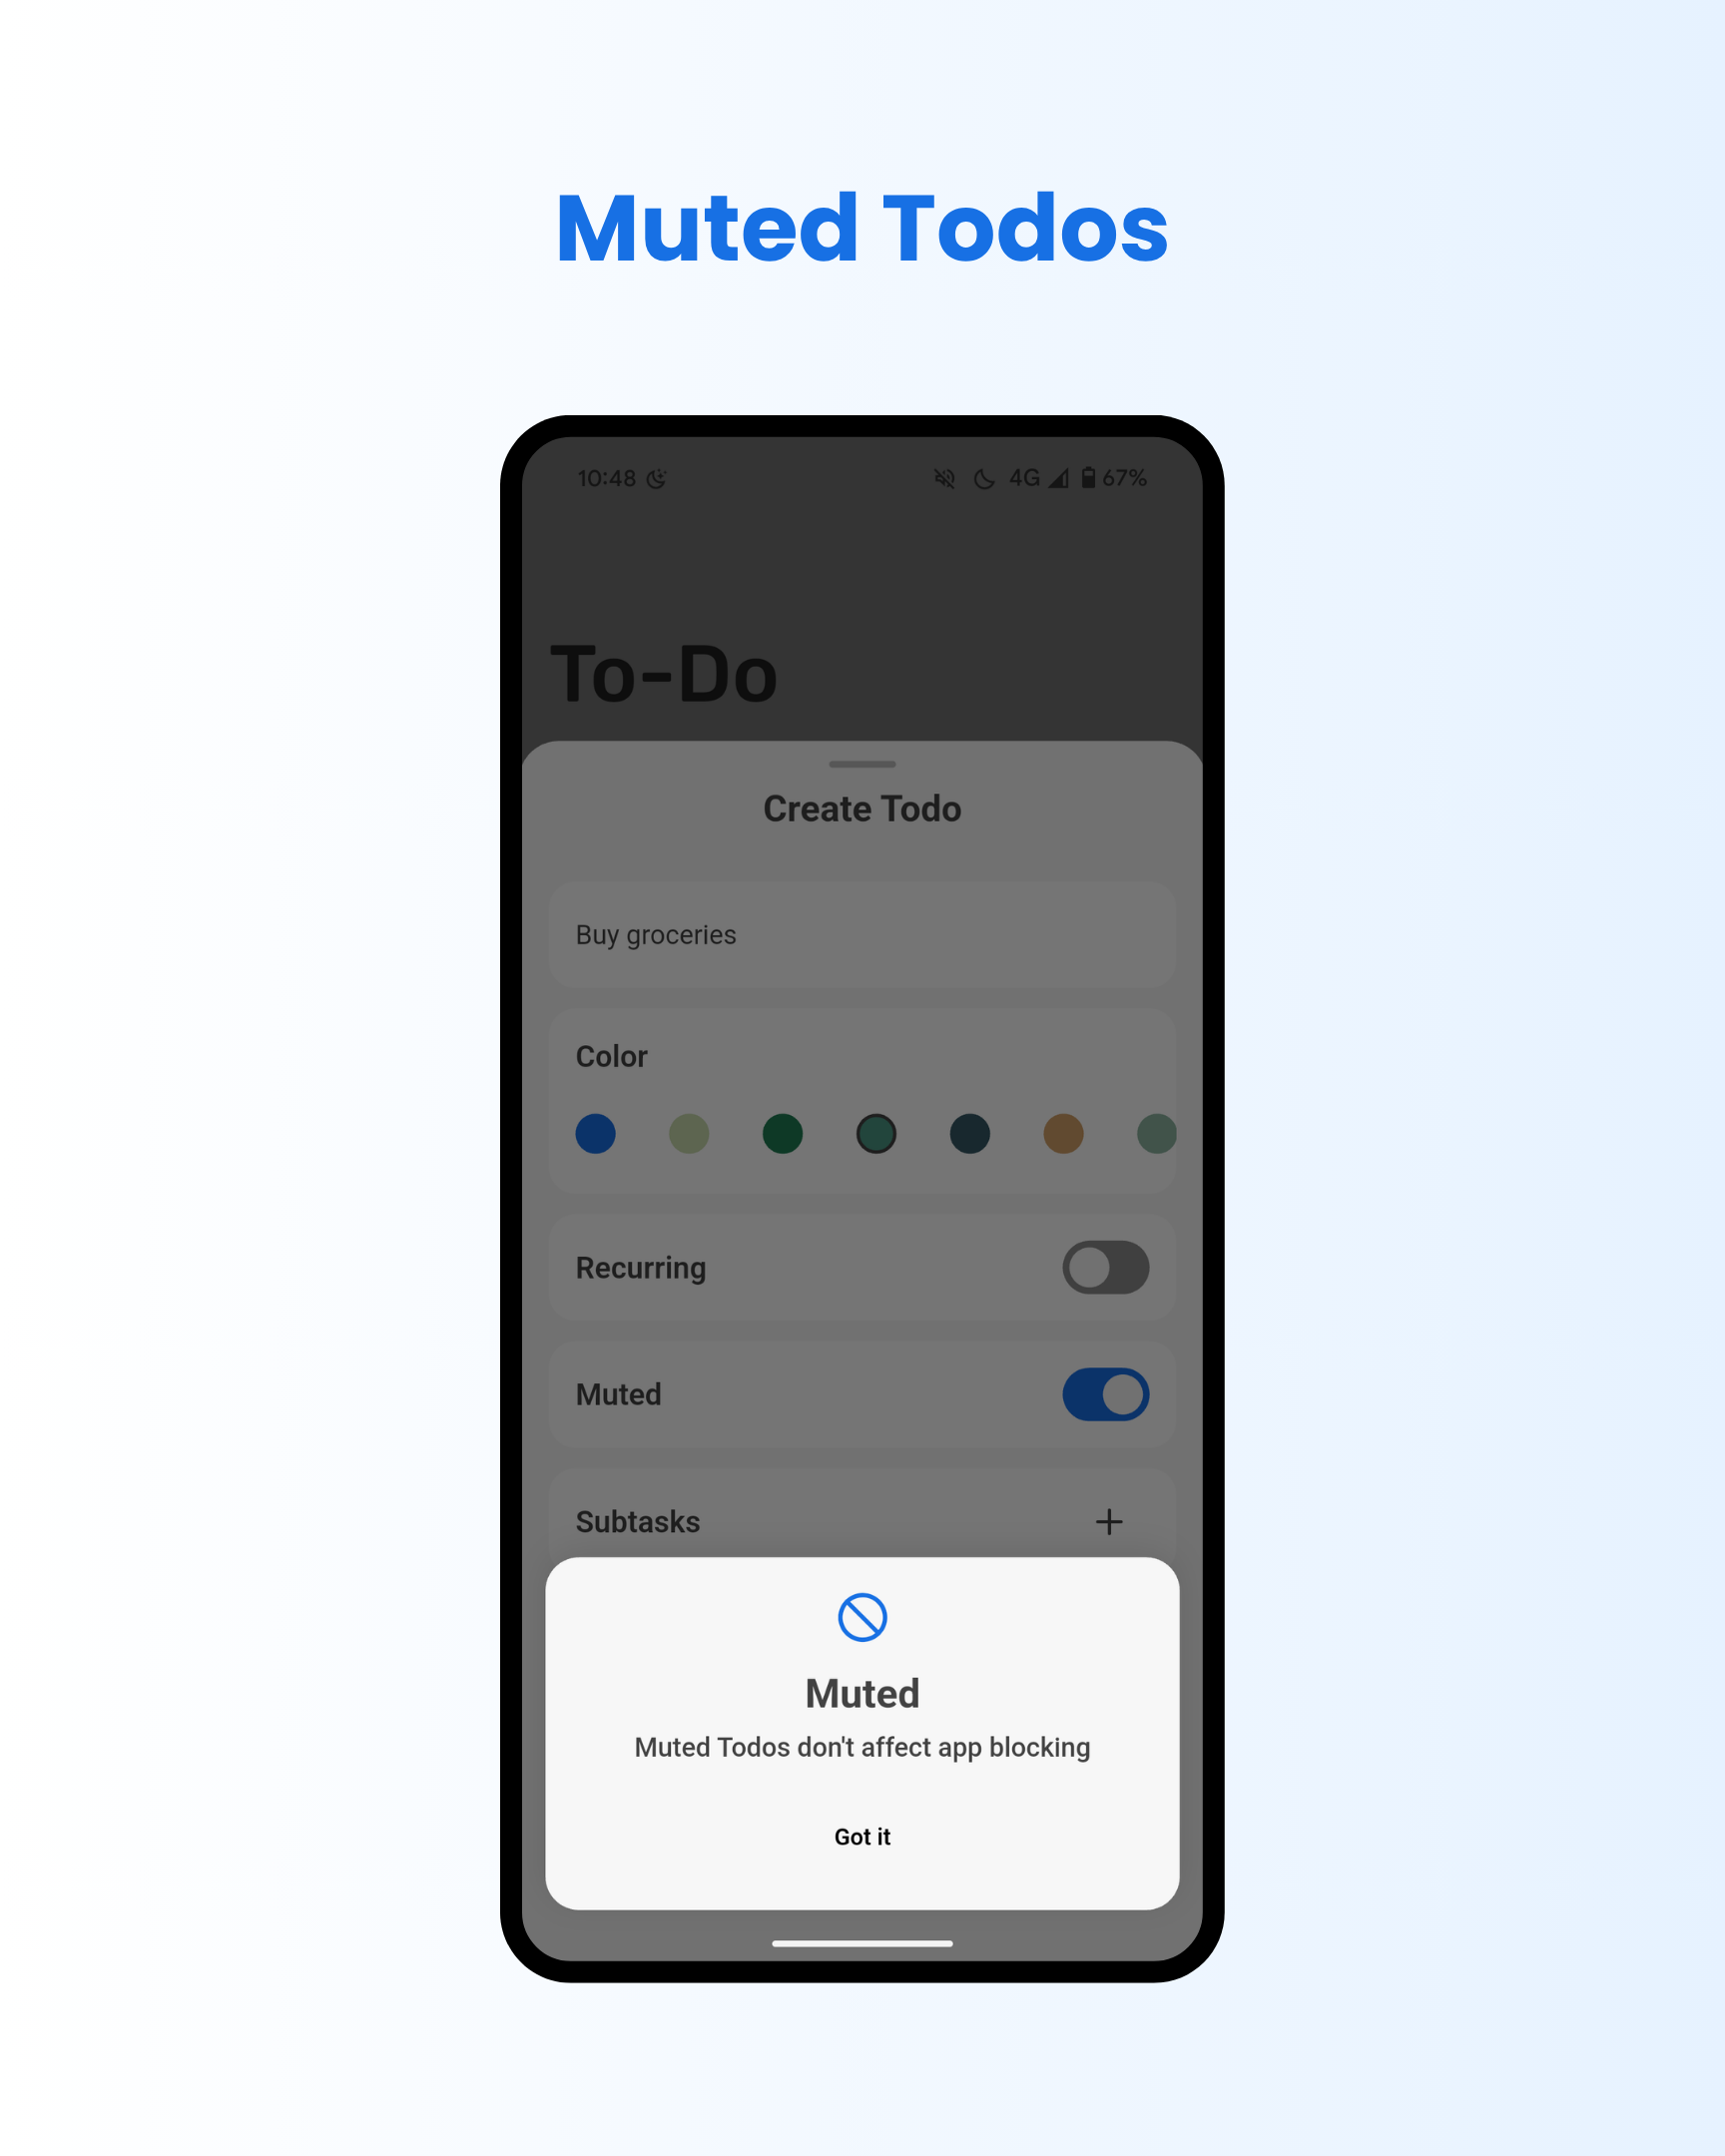 Muted Todos
10:48 4G 67%
To-Do
Create Todo
Buy groceries
Color
Recurring
Muted
Subtasks
Muted
Muted Todos don't affect app blocking
Got it